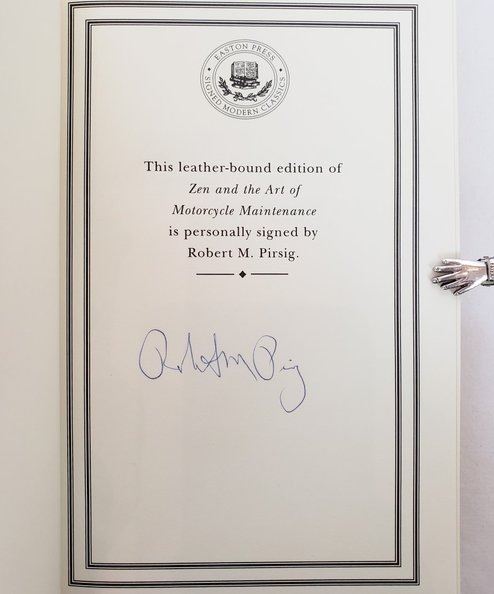 EASTON PRESS
SIGNED MODERN CLASSICS
This leather-bound edition of
Zen and the Art of
Motorcycle Maintenance
is personally signed by
Robert M. Pirsig.